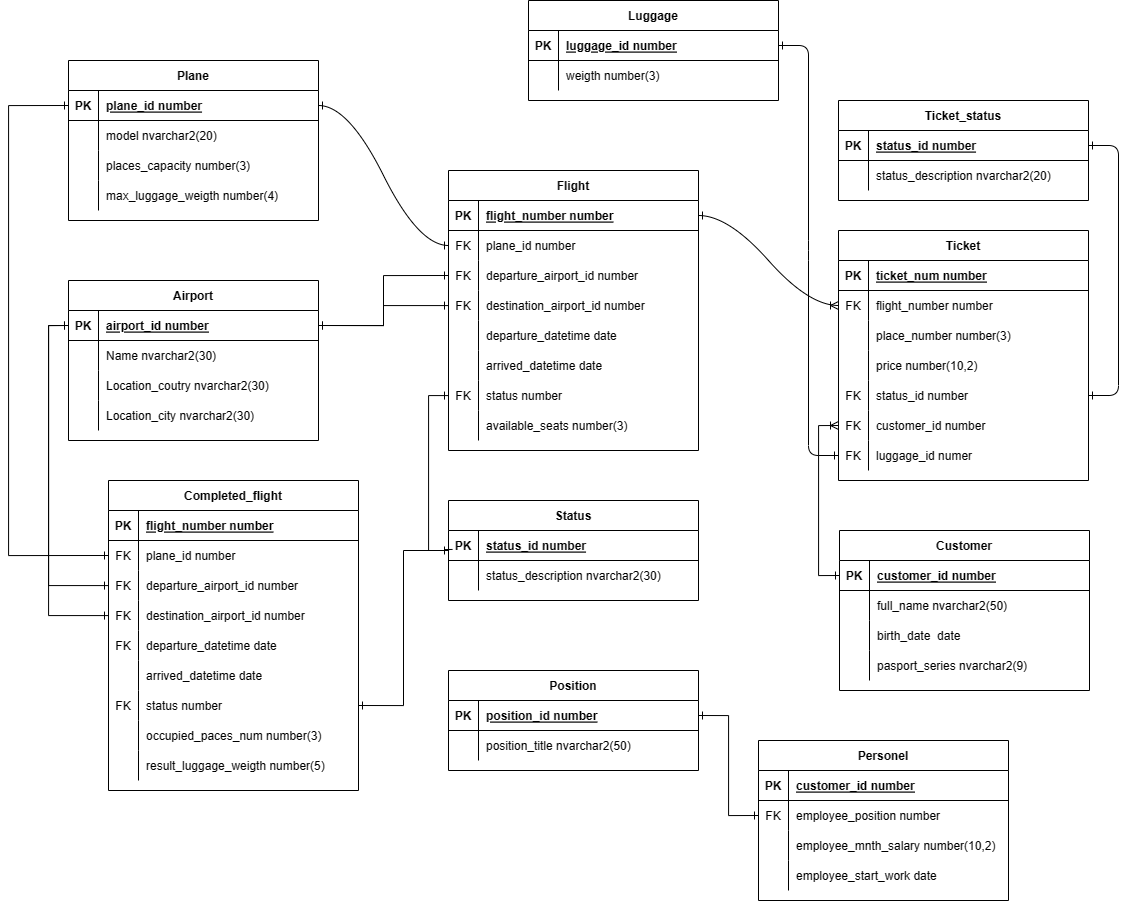 Luggage
PK luggage_id number
weigth number(3)
Plane
PK plane_id number
model nvarchar2(20)
places_capacity number(3)
max_luggage_weigth number(4)
Ticket_status
PK status_id number
status_description nvarchar2(20)
Flight
PK flight_number number
FK plane_id number
FK departure_airport_id number
FK destination_airport_id number
departure_datetime date
arrived_datetime date
FK status number
available_seats number(3)
Ticket
PK ticket_num number
FK flight_number number
place_number number(3)
price number(10,2)
FK status_id number
FK customer_id number
FK luggage_id numer
Airport
PK airport_id number
Name nvarchar2(30)
Location_coutry nvarchar2(30)
Location_city nvarchar2(30)
Completed_flight
PK flight_number number
FK plane_id number
FK departure_airport_id number
FK destination_airport_id number
FK departure_datetime date
arrived_datetime date
FK status number
occupied_paces_num number(3)
result_luggage_weigth number(5)
Status
PK status_id number
status_description nvarchar2(30)
Customer
PK customer_id number
full_name nvarchar2(50)
birth_date  date
pasport_series nvarchar2(9)
Position
PK position_id number
position_title nvarchar2(50)
Personel
PK customer_id number
FK employee_position number
employee_mnth_salary number(10,2)
employee_start_work date